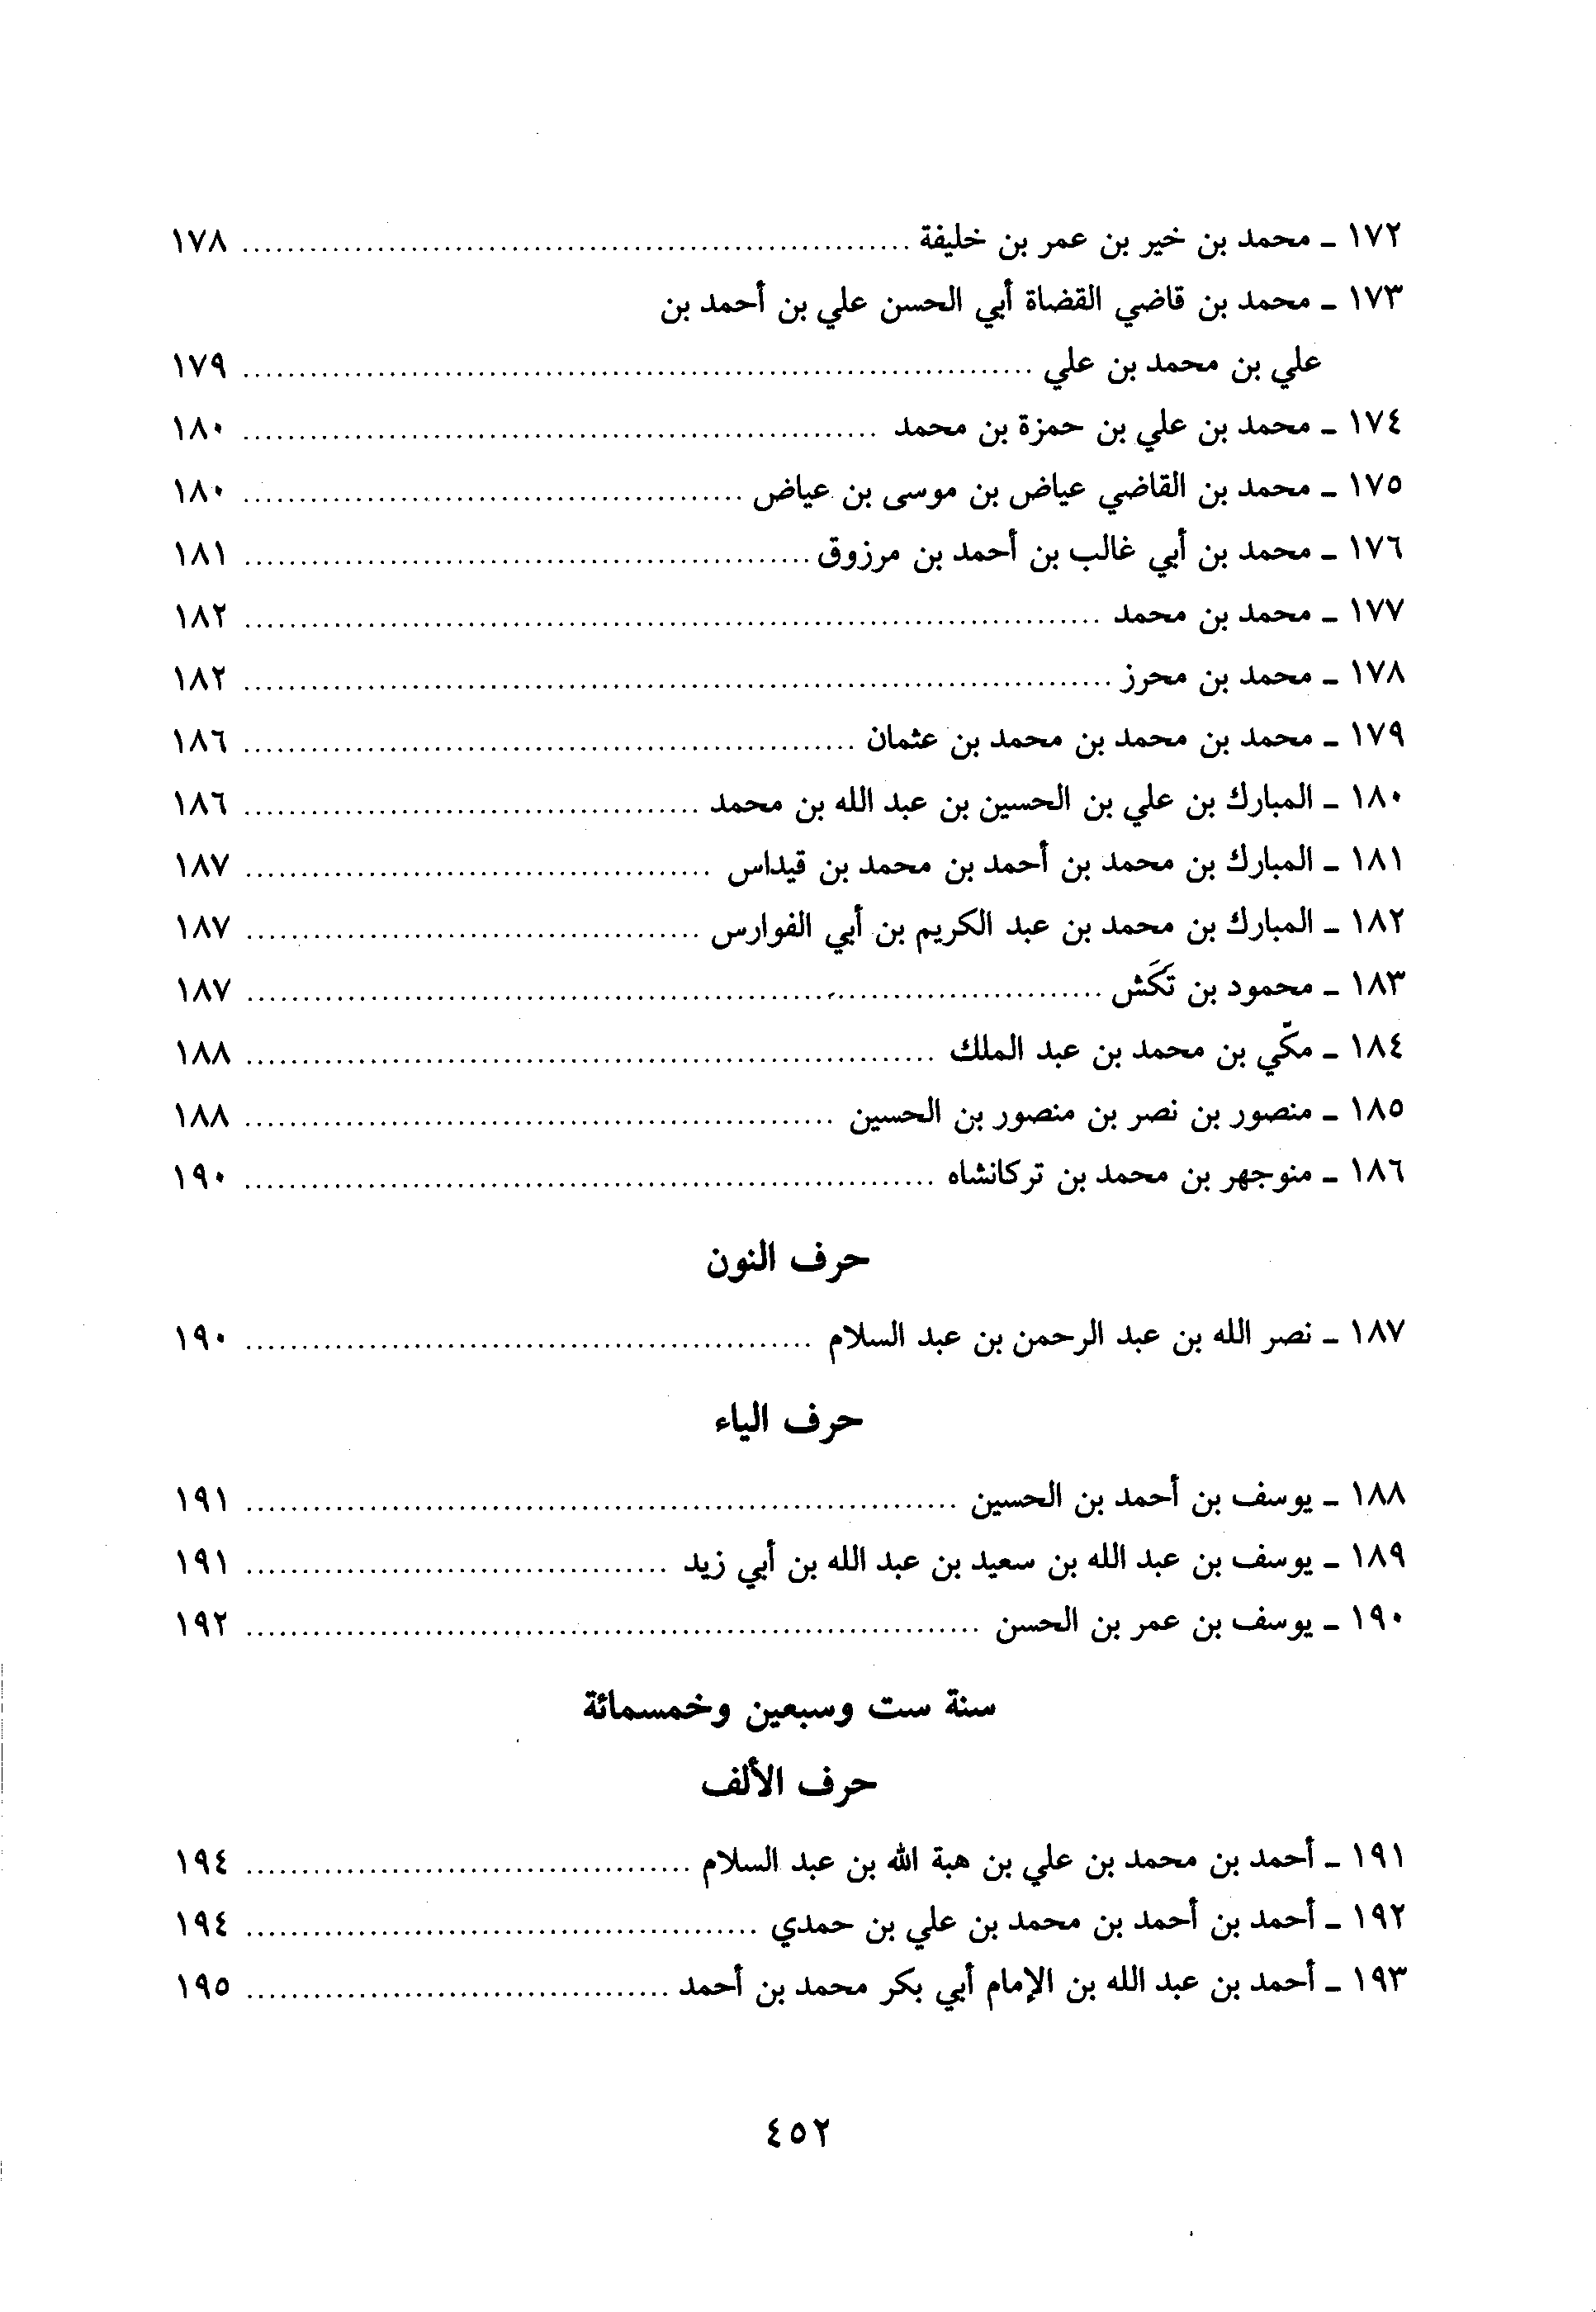 ١٧٢ ـ محمد بن خير بن عمر بن خليفة ........ ١٧٨
١٧٣ ـ محمد بن قاضي القضاة أبي الحسن علي بن أحمد بن
علي بن محمد بن علي ........ ١٧٩
١٧٤ ـ محمد بن علي بن حمزة بن محمد ........ ١٨٠
١٧٥ ـ محمد بن القاضي عياض بن موسى بن عياض ........ ١٨٠
١٧٦ ـ محمد بن أبي غالب بن أحمد بن مرزوق ........ ١٨١
١٧٧ ـ محمد بن محمد ........ ١٨٢
١٧٨ ـ محمد بن محرز ........ ١٨٢
١٧٩ ـ محمد بن محمد بن محمد بن عثمان ........ ١٨٦
١٨٠ ـ المبارك بن علي بن الحسين بن عبد الله بن محمد ........ ١٨٦
١٨١ ـ المبارك بن محمد بن أحمد بن محمد بن قيداس ........ ١٨٧
١٨٢ ـ المبارك بن محمد بن عبد الكريم بن أبي الفوارس ........ ١٨٧
١٨٣ ـ محمود بن تَكَش ........ ١٨٧
١٨٤ ـ مكّي بن محمد بن عبد الملك ........ ١٨٨
١٨٥ ـ منصور بن نصر بن منصور بن الحسين ........ ١٨٨
١٨٦ ـ منوجهر بن محمد بن تركانشاه ........ ١٩٠
حرف النون
١٨٧ ـ نصر الله بن عبد الرحمن بن عبد السلام ........ ١٩٠
حرف الياء
١٨٨ ـ يوسف بن أحمد بن الحسين ........ ١٩١
١٨٩ ـ يوسف بن عبد الله بن سعيد بن عبد الله بن أبي زيد ........ ١٩١
١٩٠ ـ يوسف بن عمر بن الحسن ........ ١٩٢
سنة ست وسبعين وخمسمائة
حرف الألف
١٩١ ـ أحمد بن محمد بن علي بن هبة الله بن عبد السلام ........ ١٩٤
١٩٢ ـ أحمد بن أحمد بن محمد بن علي بن حمدي ........ ١٩٤
١٩٣ ـ أحمد بن عبد الله بن الإمام أبي بكر محمد بن أحمد ........ ١٩٥
٤٥٢